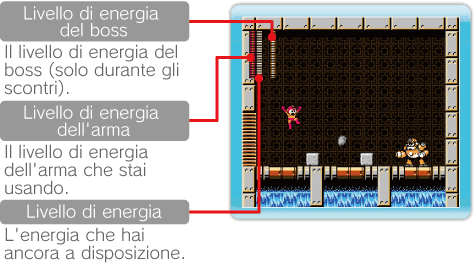 Livello di energia
del boss
Il livello di energia del
boss (solo durante gli
scontri).
Livello di energia
dell'arma
Il livello di energia
dell'arma che stai
usando.
Livello di energia
L'energia che hai
ancora a disposizione.